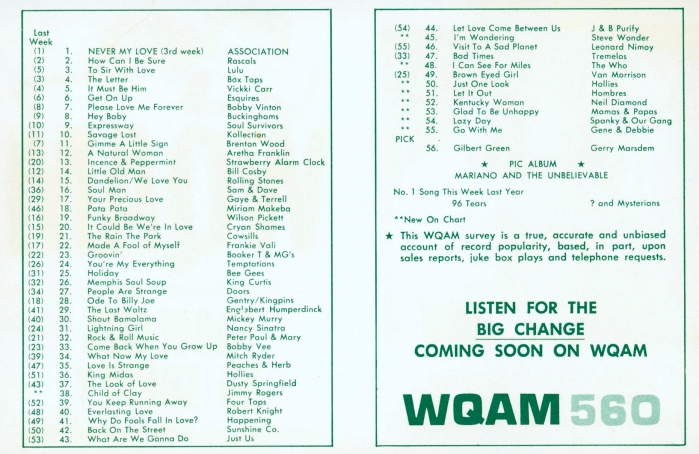 Last
Week
(1) 1. NEVER MY LOVE (3rd week) ASSOCIATION
(2) 2. How Can I Be Sure Rascals
(5) 3. To Sir With Love Lulu
(3) 4. The Letter Box Tops
(4) 5. It Must Be Him Vickki Carr
(6) 6. Get On Up Esquires
(8) 7. Please Love Me Forever Bobby Vinton
(9) 8. Hey Baby Buckinghams
(10) 9. Expressway Soul Survivors
(11) 10. Savage Lost Kollection
(7) 11. Gimme A Little Sign Brenton Wood
(13) 12. A Natural Woman Aretha Franklin
(20) 13. Incence & Peppermint Strawberry Alarm Clock
(12) 14. Little Old Man Bill Cosby
(14) 15. Dandelion/We Love You Rolling Stones
(36) 16. Soul Man Sam & Dave
(29) 17. Your Precious Love Gaye & Terrell
(46) 18. Pata Pata Miriam Makeba
(16) 19. Funky Broadway Wilson Pickett
(15) 20. It Could Be We're In Love Cryan Shames
(19) 21. The Rain The Park Cowsills
(17) 22. Made A Fool of Myself Frankie Vali
(22) 23. Groovin' Booker T & MG's
(26) 24. You're My Everything Temptations
(31) 25. Holiday Bee Gees
(32) 26. Memphis Soul Soup King Curtis
(34) 27. People Are Strange Doors
(18) 28. Ode To Billy Joe Gentry/Kingpins
(41) 29. The Last Waltz Humperdinck
(40) 30. Shout Bamalama Mickey Murry
(24) 31. Lightning Girl Nancy Sinatra
(21) 32. Rock & Roll Music Peter Paul & Mary
(23) 33. Come Back When You Grow Up Bobby Vee
(39) 34. What Now My Love Mitch Ryder
(47) 35. Love Is Strange Peaches & Herb
(51) 36. King Midas Hollies
(43) 37. The Look of Love Dusty Springfield
** 38. Child of Clay Jimmy Rogers
(52) 39. You Keep Running Away Four Tops
(48) 40. Everlasting Love Robert Knight
(49) 41. Why Do Fools Fall In Love? Happening
(50) 42. Back On The Street Sunshine Co.
(53) 43. What Are We Gonna Do Just Us
(54) 44. Let Love Come Between Us J & B Purify
** 45. I'm Wondering Steve Wonder
(55) 46. Visit To A Sad Planet Leonard Nimoy
(33) 47. Bad Times Tremelos
** 48. I Can See For Miles The Who
(25) 49. Brown Eyed Girl Van Morrison
** 50. Just One Look Hollies
** 51. Let It Out Hombres
** 52. Kentucky Woman Neil Diamond
** 53. Glad To Be Unhappy Mamas & Papas
** 54. Lazy Day Spanky & Our Gang
** 55. Go With Me Gene & Debbie
PICK
56. Gilbert Green Gerry Marsdem
★ PIC ALBUM ★
MARIANO AND THE UNBELIEVABLE
No. 1 Song This Week Last Year
96 Tears ? and Mysterians
**New On Chart
★ This WQAM survey is a true, accurate and unbiased
account of record popularity, based, in part, upon
sales reports, juke box plays and telephone requests.
LISTEN FOR THE
BIG CHANGE
COMING SOON ON WQAM
WQAM 560